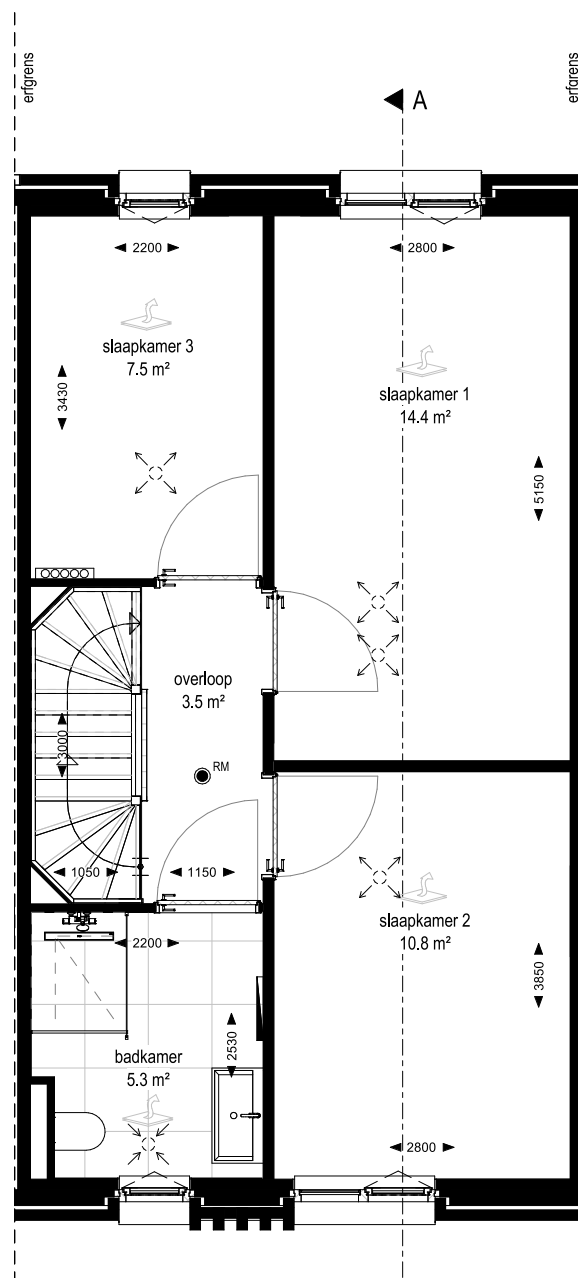 erfgrens
erfgrens
A
2200
2800
slaapkamer 3
7.5 m²
3430
slaapkamer 1
14.4 m²
5150
overloop
3.5 m²
3000
RM
1050
1150
2200
slaapkamer 2
10.8 m²
3850
2530
badkamer
5.3 m²
2800